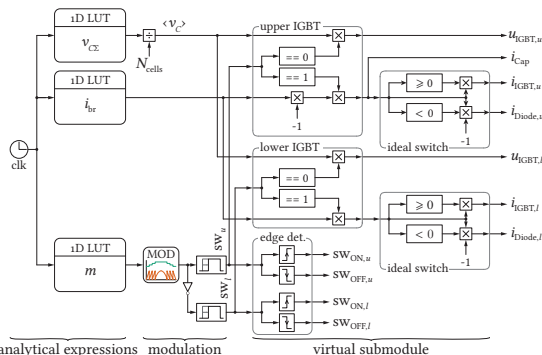 1D LUT
v_CΣ
÷
⟨v_C⟩
N_cells
1D LUT
i_br
clk
1D LUT
m
MOD
sw_u
sw_l
upper IGBT
== 0
== 1
-1
lower IGBT
== 0
== 1
edge det.
⩾ 0
< 0
-1
ideal switch
⩾ 0
< 0
-1
ideal switch
u_IGBT,u
i_Cap
i_IGBT,u
i_Diode,u
u_IGBT,l
i_IGBT,l
i_Diode,l
sw_ON,u
sw_OFF,u
sw_ON,l
sw_OFF,l
analytical expressions modulation virtual submodule